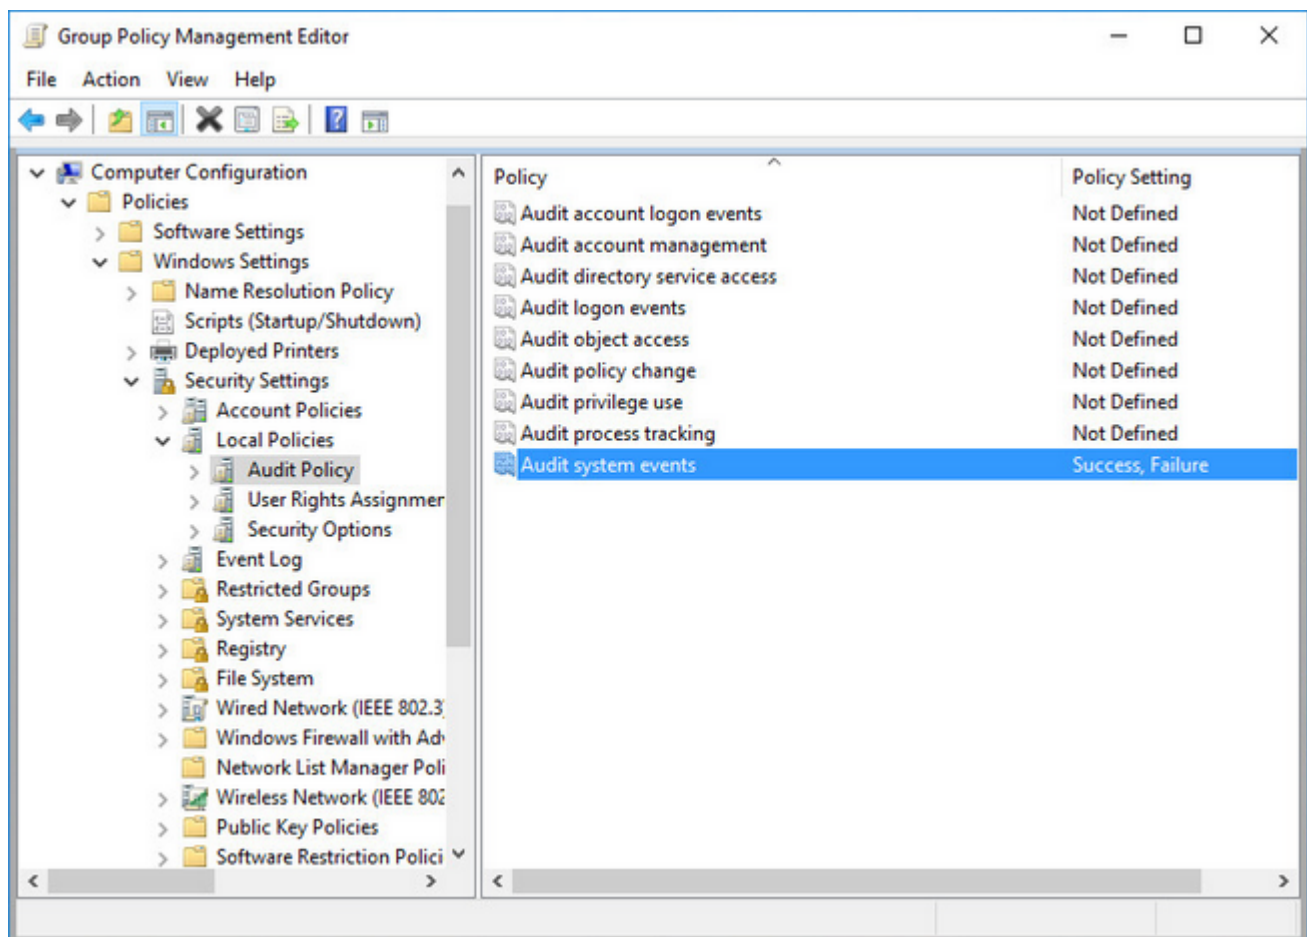 Group Policy Management Editor
File Action View Help
Computer Configuration
Policies
Software Settings
Windows Settings
Name Resolution Policy
Scripts (Startup/Shutdown)
Deployed Printers
Security Settings
Account Policies
Local Policies
Audit Policy
User Rights Assignmen
Security Options
Event Log
Restricted Groups
System Services
Registry
File System
Wired Network (IEEE 802.3)
Windows Firewall with Adv
Network List Manager Poli
Wireless Network (IEEE 802
Public Key Policies
Software Restriction Polici
Policy Policy Setting
Audit account logon events Not Defined
Audit account management Not Defined
Audit directory service access Not Defined
Audit logon events Not Defined
Audit object access Not Defined
Audit policy change Not Defined
Audit privilege use Not Defined
Audit process tracking Not Defined
Audit system events Success, Failure